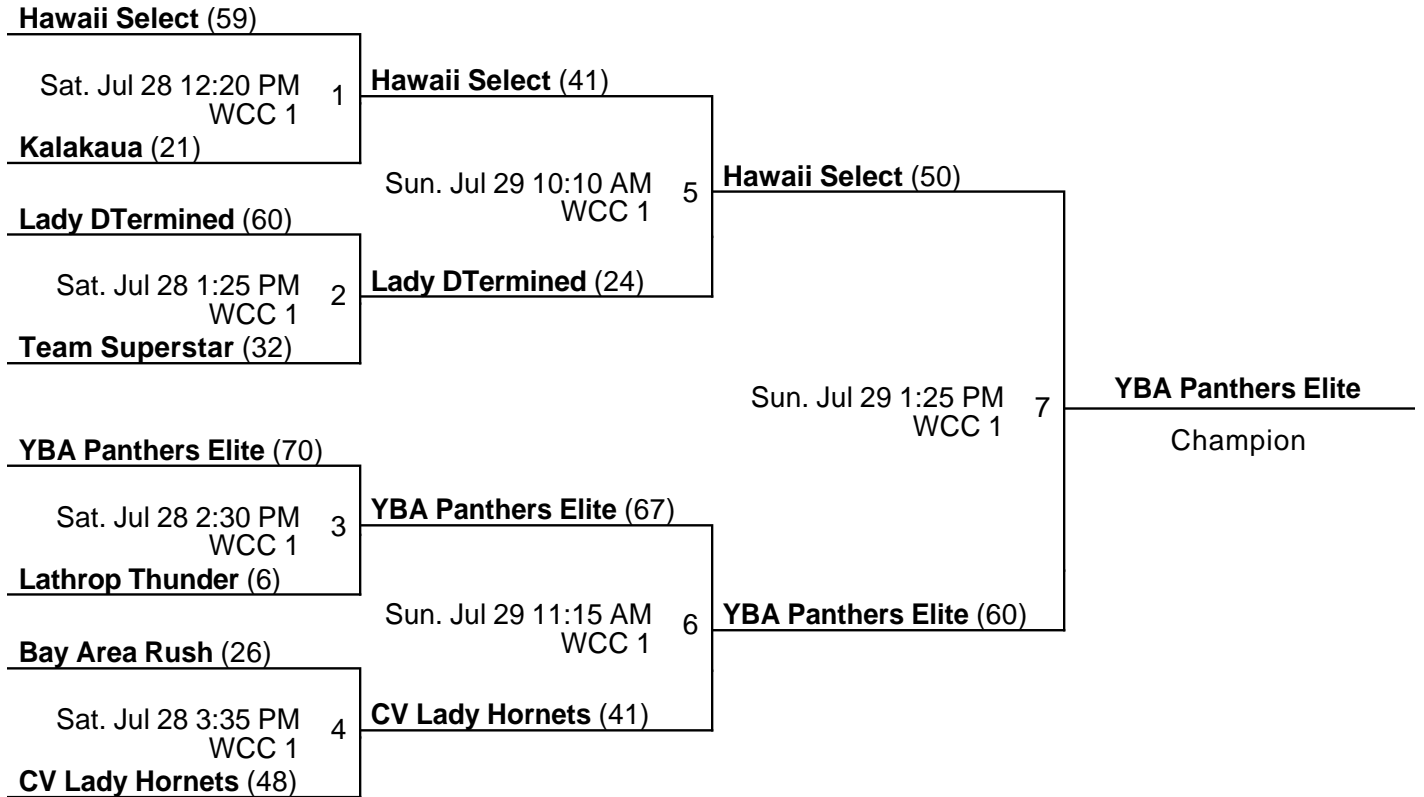 Hawaii Select (59)
Sat. Jul 28 12:20 PM
WCC 1
1
Kalakaua (21)
Hawaii Select (41)
Lady DTermined (60)
Sat. Jul 28 1:25 PM
WCC 1
2
Team Superstar (32)
Sun. Jul 29 10:10 AM
WCC 1
5
Lady DTermined (24)
Hawaii Select (50)
YBA Panthers Elite (70)
Sat. Jul 28 2:30 PM
WCC 1
3
Lathrop Thunder (6)
YBA Panthers Elite (67)
Bay Area Rush (26)
Sat. Jul 28 3:35 PM
WCC 1
4
CV Lady Hornets (48)
Sun. Jul 29 11:15 AM
WCC 1
6
CV Lady Hornets (41)
YBA Panthers Elite (60)
Sun. Jul 29 1:25 PM
WCC 1
7
YBA Panthers Elite
Champion